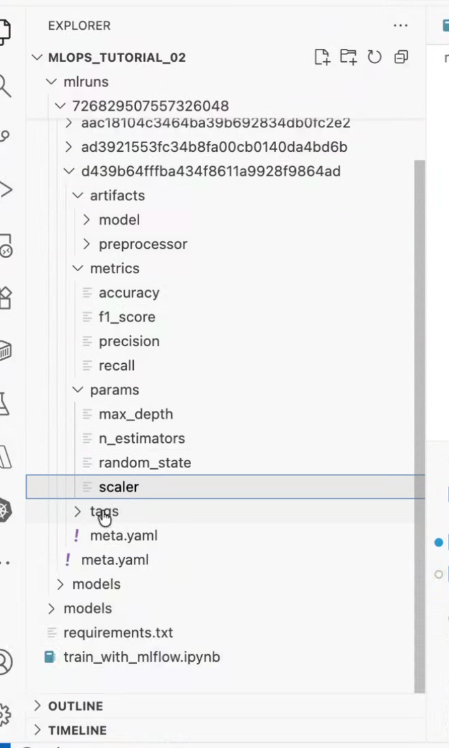 EXPLORER
MLOPS_TUTORIAL_02
mlruns
726829507557326048
aac18104c3464ba39b692834db0fc2e2
ad3921553fc34b8fa00cb0140da4bd6b
d439b64fffba434f8611a9928f9864ad
artifacts
model
preprocessor
metrics
accuracy
f1_score
precision
recall
params
max_depth
n_estimators
random_state
scaler
tags
! meta.yaml
! meta.yaml
models
models
requirements.txt
train_with_mlflow.ipynb
OUTLINE
TIMELINE